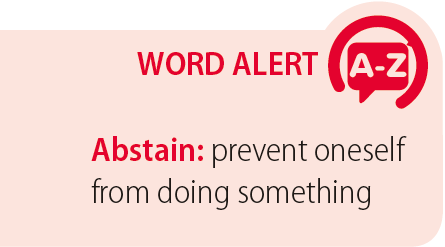 WORD ALERT
A-Z
Abstain: prevent oneself
from doing something